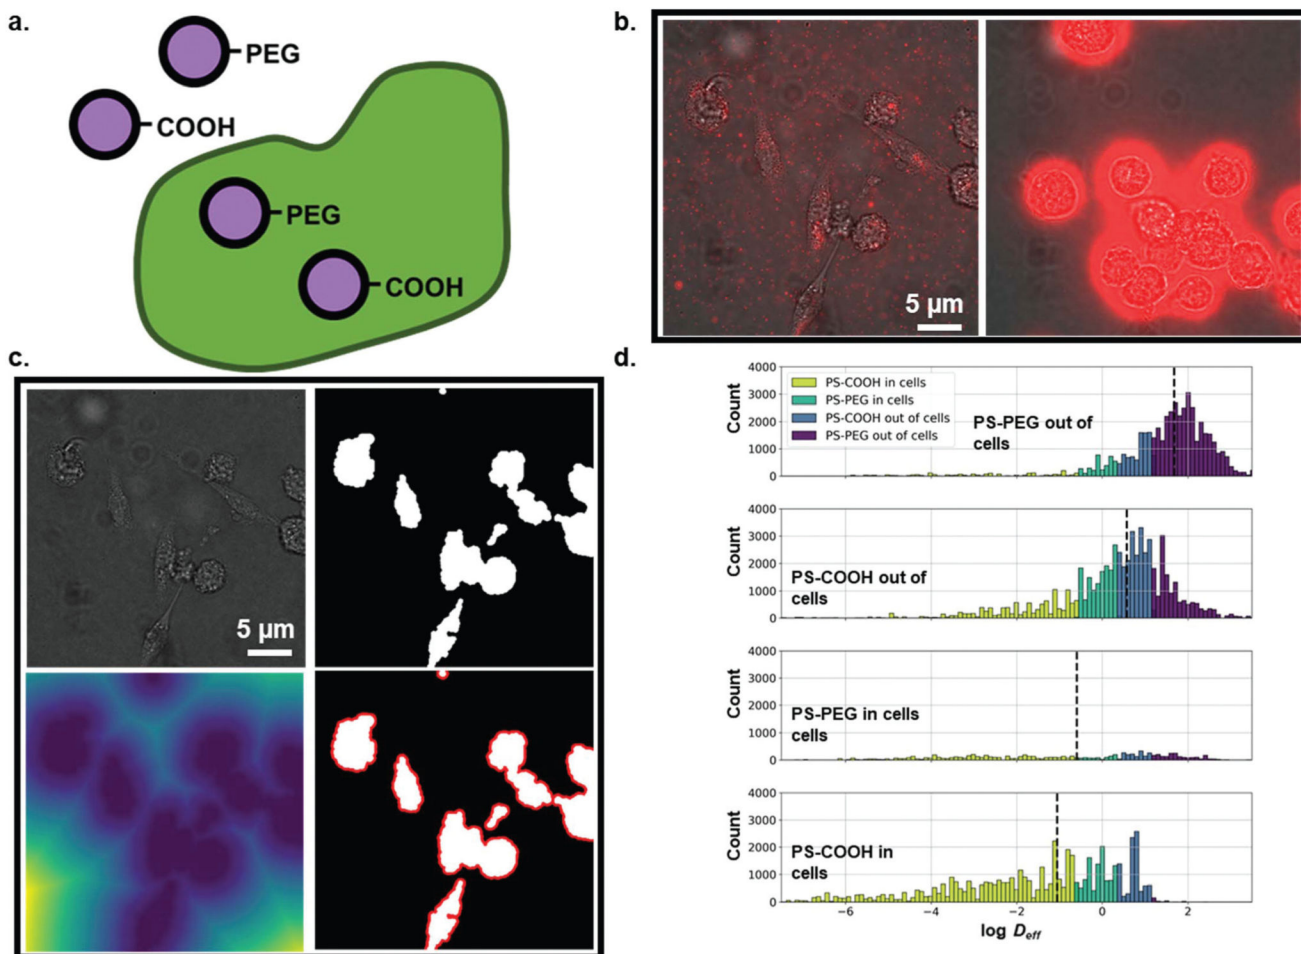 a.
PEG
COOH
PEG
COOH
b.
5 µm
5 µm
c.
5 µm
d.
4000
3000
2000
1000
0
Count
PS-COOH in cells
PS-PEG in cells
PS-COOH out of cells
PS-PEG out of cells
PS-PEG out of
cells
4000
3000
2000
1000
0
Count
PS-COOH out of
cells
4000
3000
2000
1000
0
Count
PS-PEG in cells
cells
4000
3000
2000
1000
0
Count
PS-COOH in
cells
−6
−4
−2
0
2
log Deff